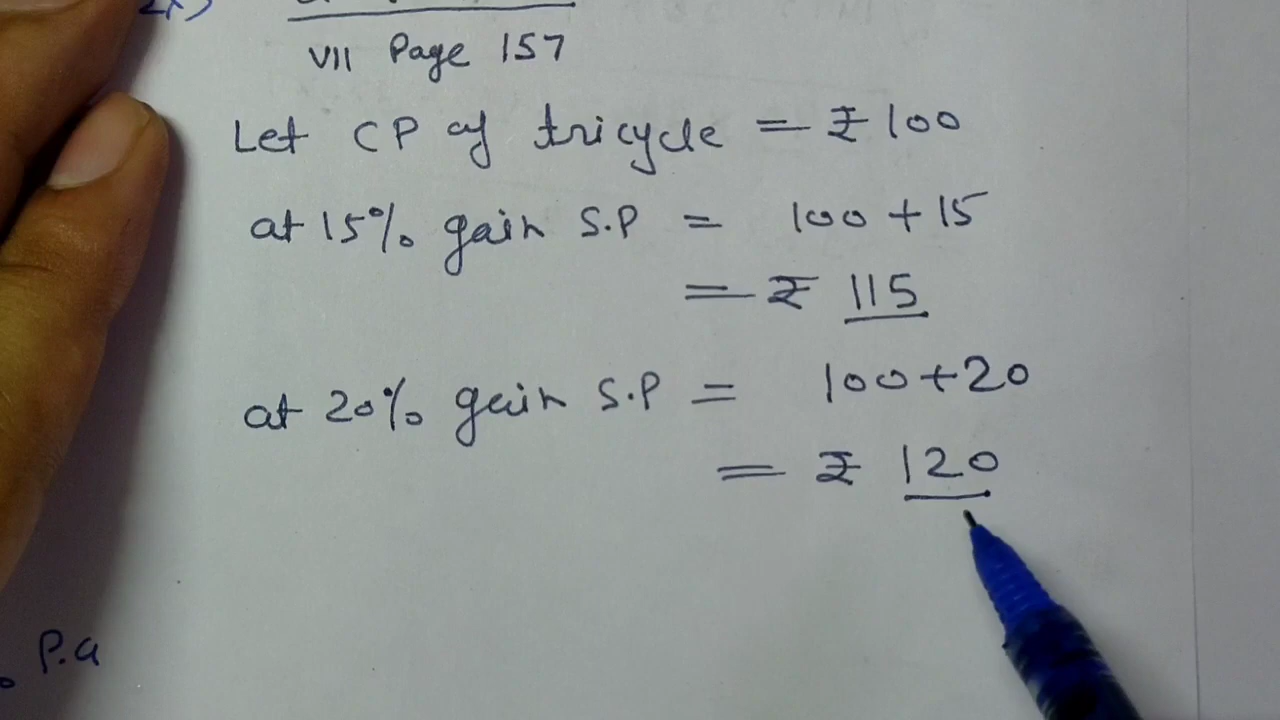 VII Page 157
Let CP of tricycle = ₹ 100
at 15% gain S.P = 100 + 15
= ₹ 115
at 20% gain S.P = 100+20
= ₹ 120
P.a